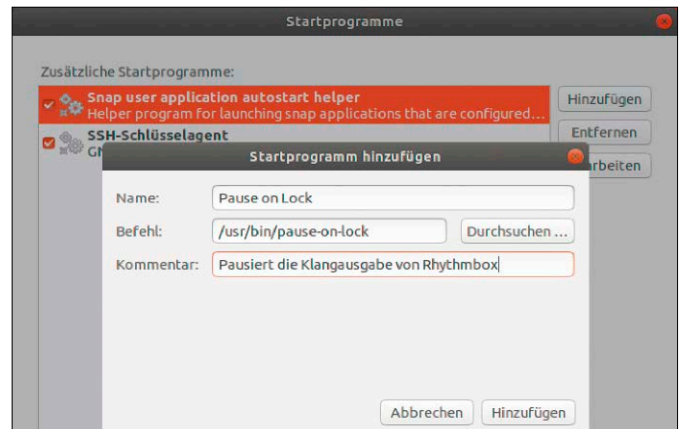 Startprogramme
Zusätzliche Startprogramme:
Snap user application autostart helper
Helper program for launching snap applications that are configured...
Hinzufügen
SSH-Schlüsselagent
Entfernen
Startprogramm hinzufügen
Name: Pause on Lock
Befehl: /usr/bin/pause-on-lock Durchsuchen ...
Kommentar: Pausiert die Klangausgabe von Rhythmbox
Abbrechen Hinzufügen